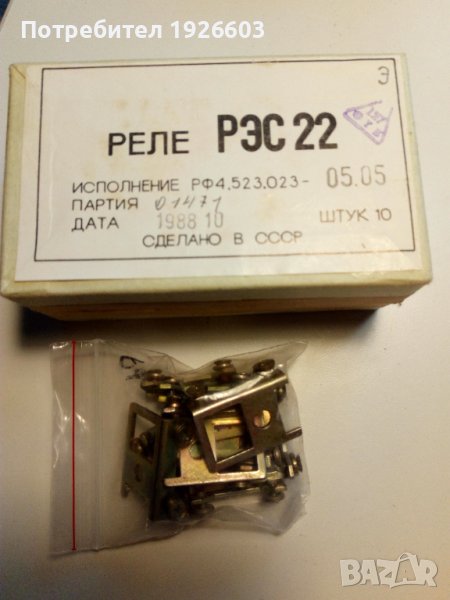 Потребител 1926603
Э
РЕЛЕ РЭС 22
ИСПОЛНЕНИЕ РФ4.523.023- 05.05
ПАРТИЯ 01471
ДАТА 1988 10 ШТУК 10
СДЕЛАНО В СССР
bazar